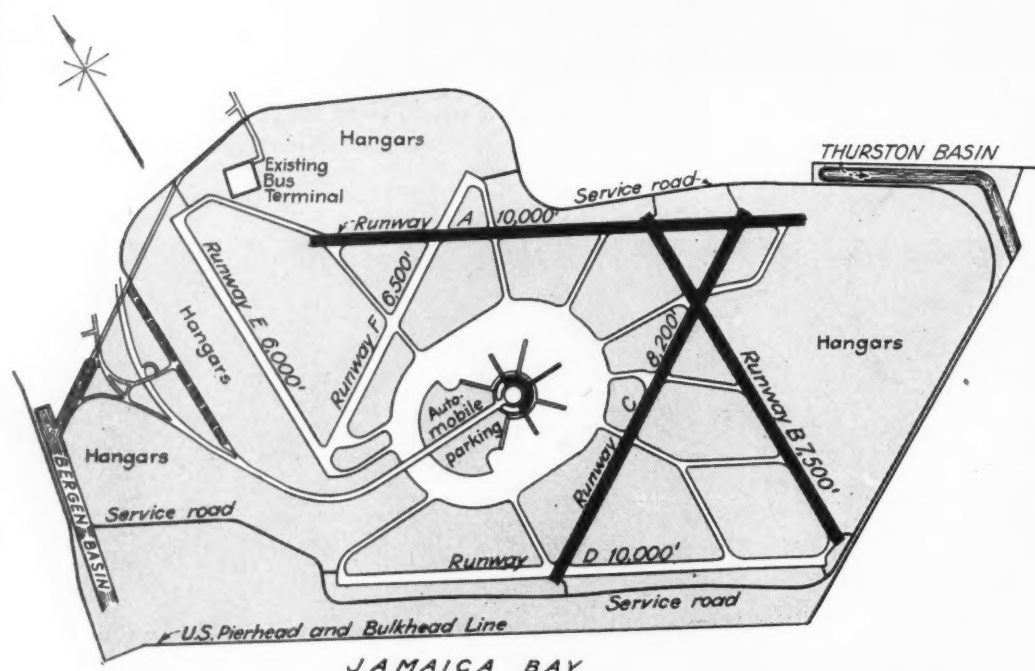 Hangars
THURSTON BASIN
Existing
Bus
Terminal
Service road
Runway A 10,000'
Runway E 6,000'
Runway F 6,500'
Hangars
8,200'
Hangars
Auto-
mobile
parking
Runway C
Runway B 7,500'
Hangars
BERGEN BASIN
Service road
Runway D 10,000'
Service road
U.S. Pierhead and Bulkhead Line
JAMAICA BAY